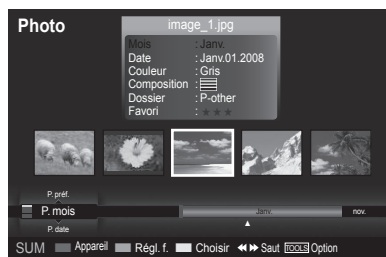 Photo
image_1.jpg
Mois : Janv.
Date : Janv.01.2008
Couleur : Gris
Composition :
Dossier : P-other
Favori : ★ ★ ★
P. préf.
P. mois
Janv.
nov.
P. date
SUM Appareil Régl. f. Choisir Saut TOOLS Option